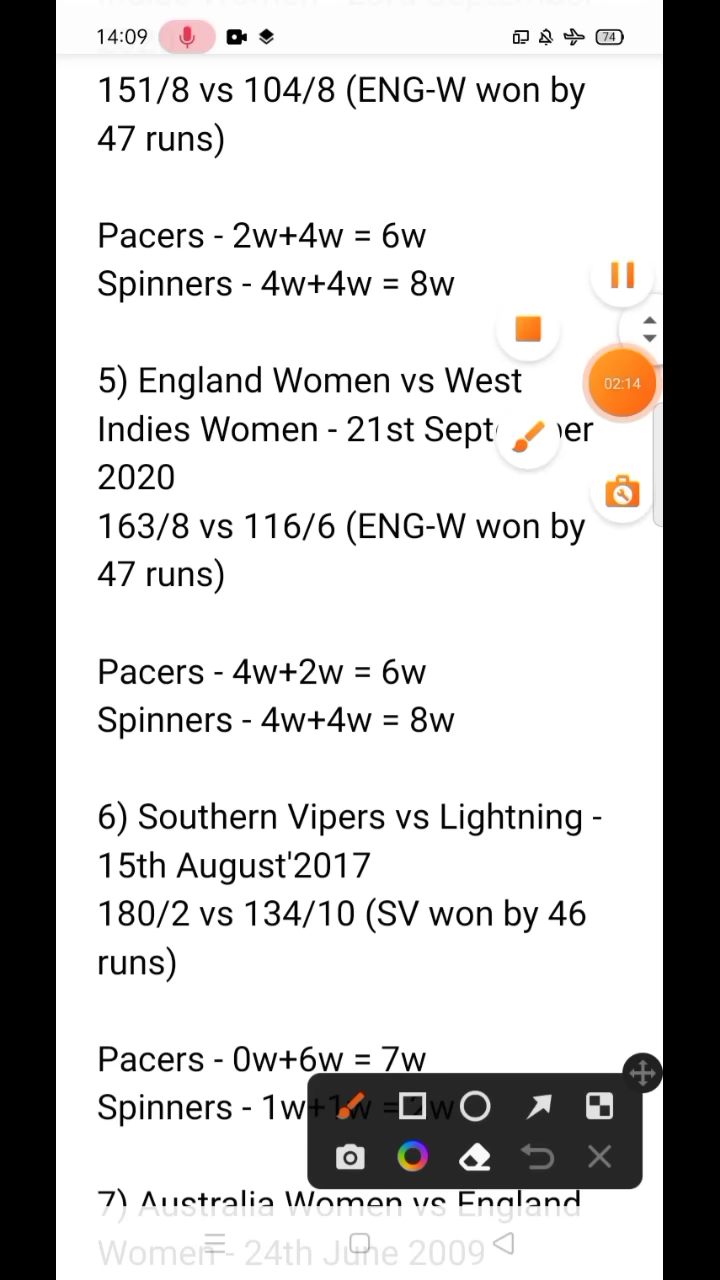 14:09
74
151/8 vs 104/8 (ENG-W won by
47 runs)
Pacers - 2w+4w = 6w
Spinners - 4w+4w = 8w
02:14
5) England Women vs West
Indies Women - 21st Sept er
2020
163/8 vs 116/6 (ENG-W won by
47 runs)
Pacers - 4w+2w = 6w
Spinners - 4w+4w = 8w
6) Southern Vipers vs Lightning -
15th August'2017
180/2 vs 134/10 (SV won by 46
runs)
Pacers - 0w+6w = 7w
Spinners - 1w+1w = w
7) Australia Women vs England
Women - 24th June 2009